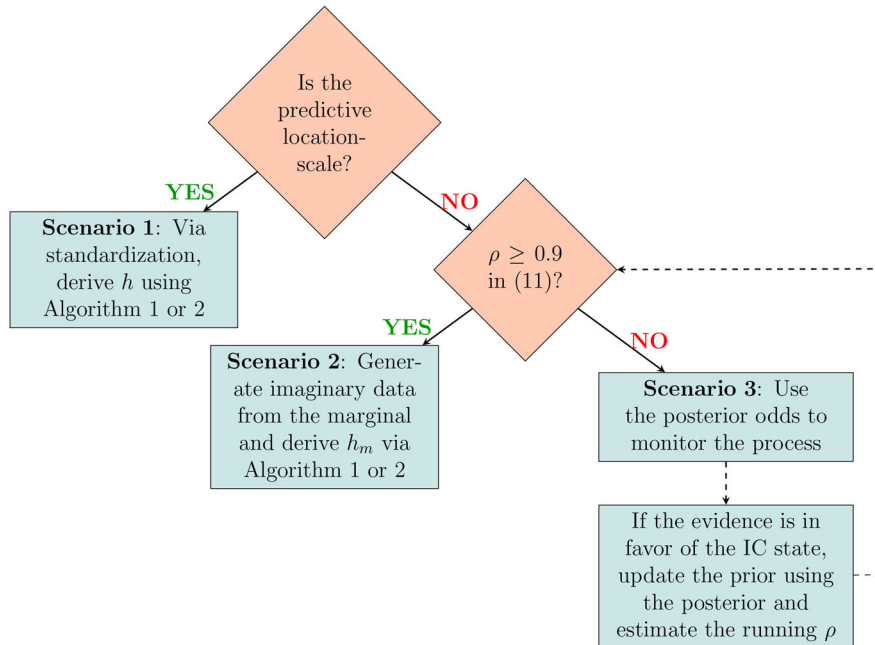 Is the
predictive
location-
scale?
YES
NO
Scenario 1: Via
standardization,
derive h using
Algorithm 1 or 2
ρ ≥ 0.9
in (11)?
YES
NO
Scenario 2: Gener-
ate imaginary data
from the marginal
and derive hₘ via
Algorithm 1 or 2
Scenario 3: Use
the posterior odds to
monitor the process
If the evidence is in
favor of the IC state,
update the prior using
the posterior and
estimate the running ρ